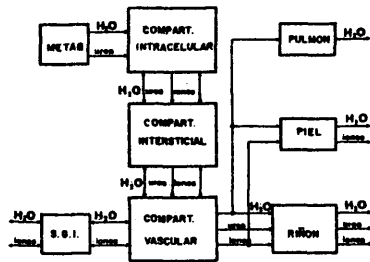 H₂O
METAB
urea
COMPART.
INTRACELULAR
PULMON
H₂O
H₂O
urea
iones
COMPART.
INTERSTICIAL
PIEL
H₂O
iones
H₂O
urea
iones
H₂O
iones
S.G.I.
H₂O
iones
COMPART.
VASCULAR
H₂O
urea
iones
RIÑON
H₂O
urea
iones